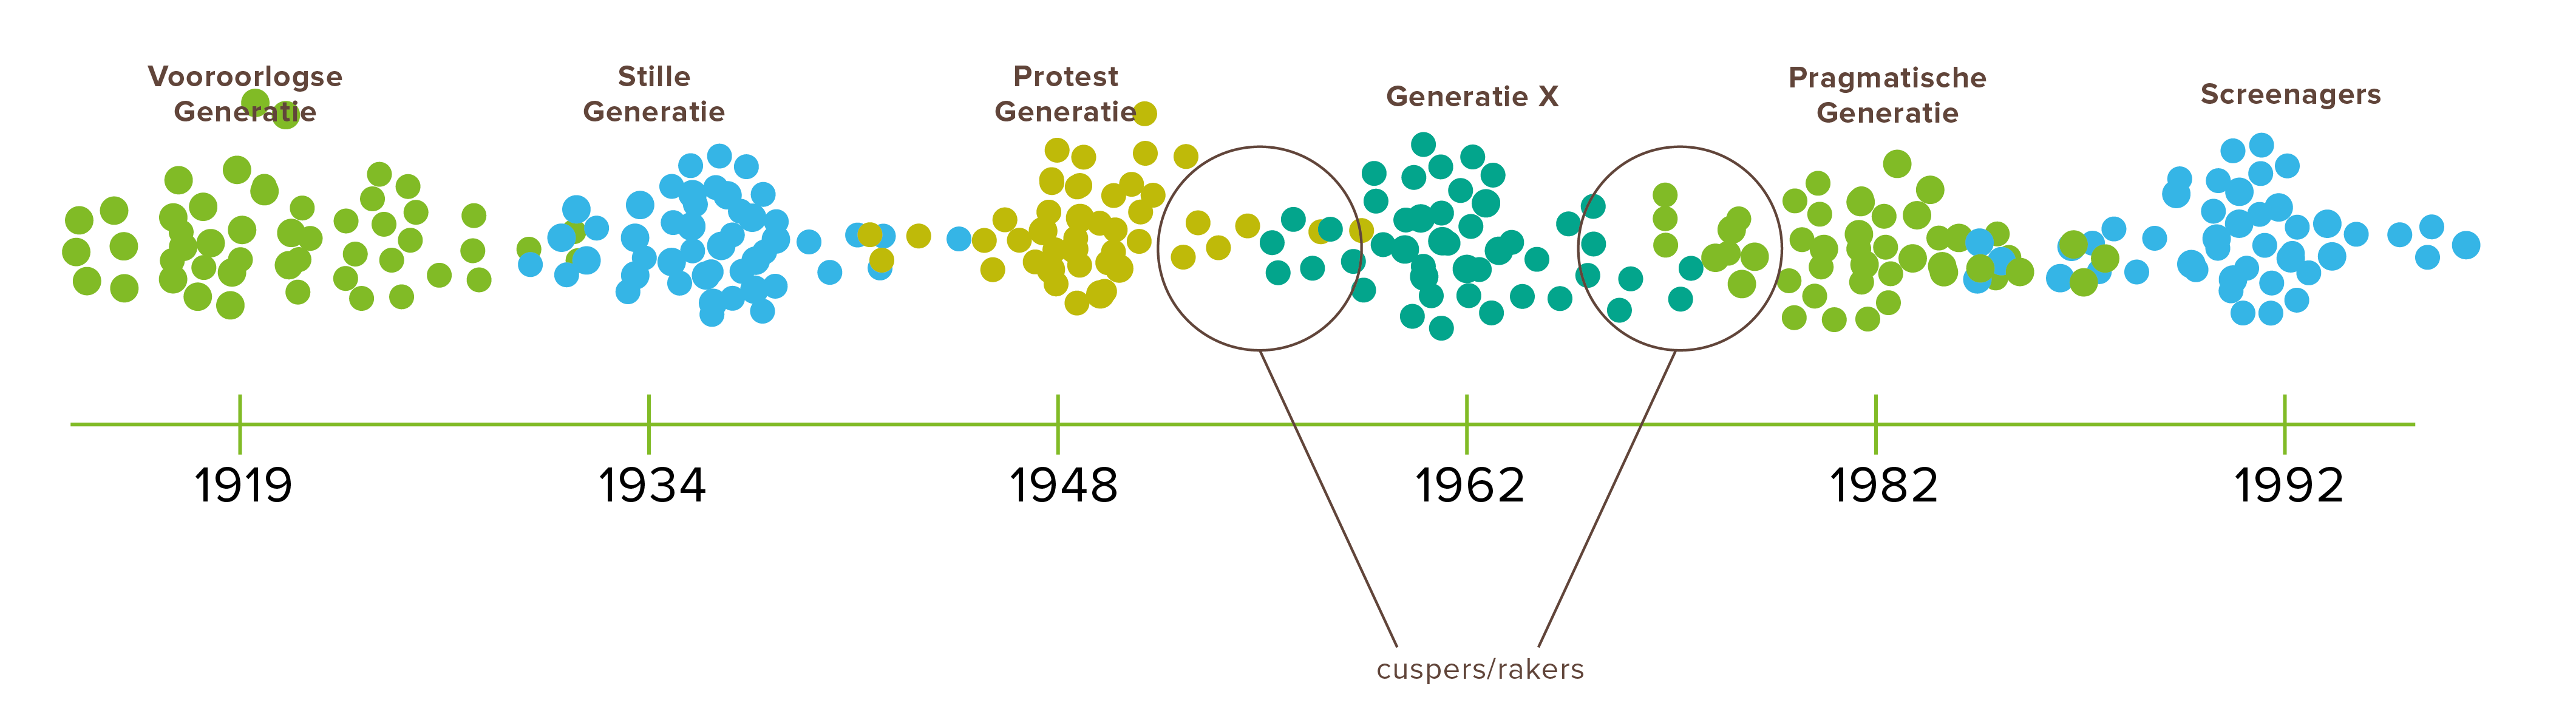 Vooroorlogse
Generatie
Stille
Generatie
Protest
Generatie
Generatie X
Pragmatische
Generatie
Screenagers
1919
1934
1948
1962
1982
1992
cuspers/rakers